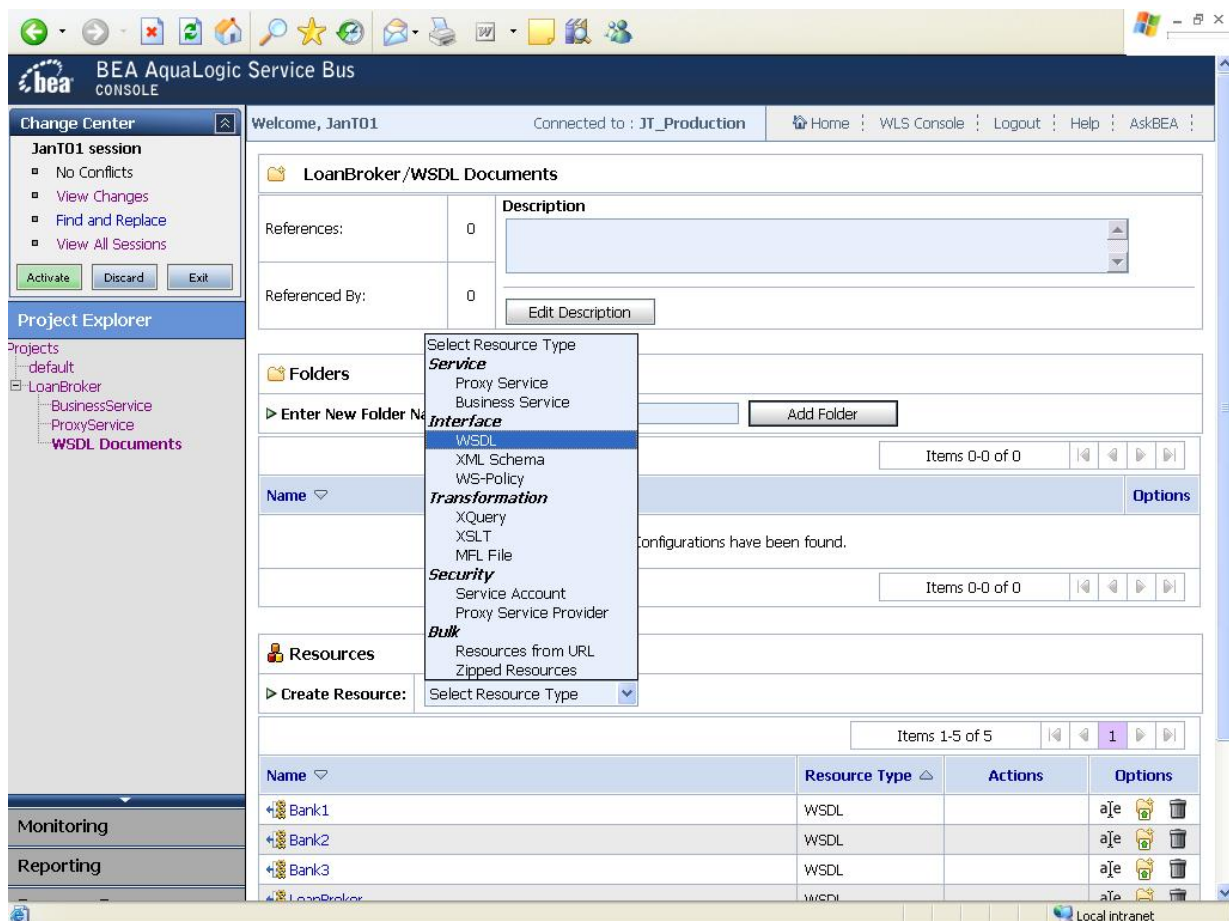 BEA AquaLogic Service Bus
bea
CONSOLE
Change Center
Welcome, JanT01
Connected to : JT_Production
Home
WLS Console
Logout
Help
AskBEA
JanT01 session
No Conflicts
View Changes
Find and Replace
View All Sessions
Activate
Discard
Exit
Project Explorer
Projects
default
LoanBroker
BusinessService
ProxyService
WSDL Documents
LoanBroker/WSDL Documents
References:
0
Description
Referenced By:
0
Edit Description
Folders
Enter New Folder Na
Add Folder
Items 0-0 of 0
Name
Options
Configurations have been found.
Items 0-0 of 0
Select Resource Type
Service
Proxy Service
Business Service
Interface
WSDL
XML Schema
WS-Policy
Transformation
XQuery
XSLT
MFL File
Security
Service Account
Proxy Service Provider
Bulk
Resources from URL
Zipped Resources
Resources
Create Resource:
Select Resource Type
Items 1-5 of 5
1
Name
Resource Type
Actions
Options
Bank1
WSDL
Bank2
WSDL
Bank3
WSDL
LoanBroker
WSDL
Monitoring
Reporting
Local intranet